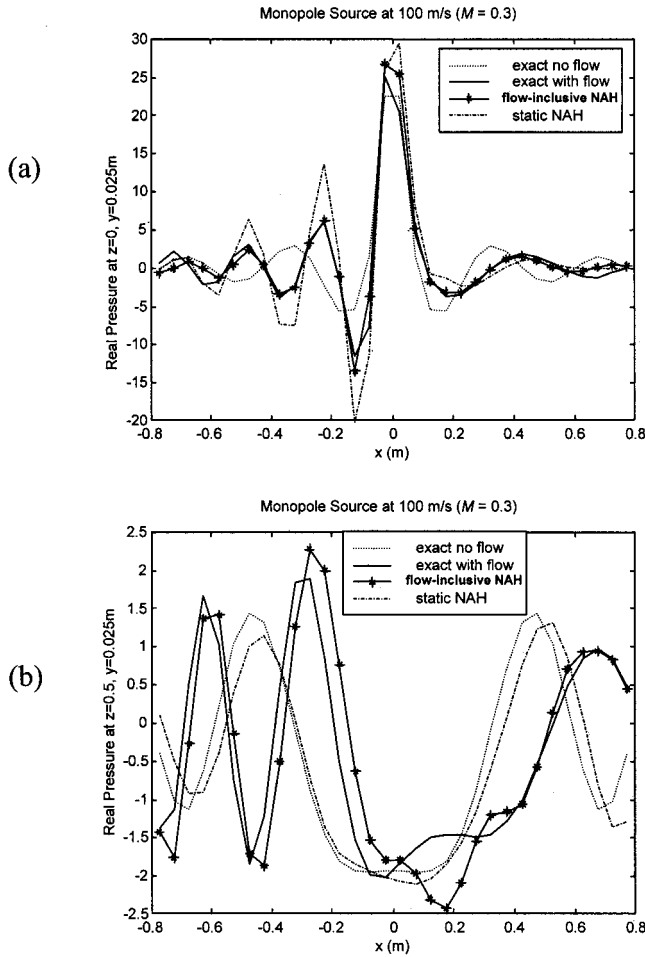 Monopole Source at 100 m/s (M = 0.3)
(a)
Real Pressure at z=0, y=0.025m
30
25
20
15
10
5
0
-5
-10
-15
-20
exact no flow
exact with flow
flow-inclusive NAH
static NAH
-0.8 -0.6 -0.4 -0.2 0 0.2 0.4 0.6 0.8
x (m)
Monopole Source at 100 m/s (M = 0.3)
(b)
Real Pressure at z=0.5, y=0.025m
2.5
2
1.5
1
0.5
0
-0.5
-1
-1.5
-2
-2.5
exact no flow
exact with flow
flow-inclusive NAH
static NAH
-0.8 -0.6 -0.4 -0.2 0 0.2 0.4 0.6 0.8
x (m)